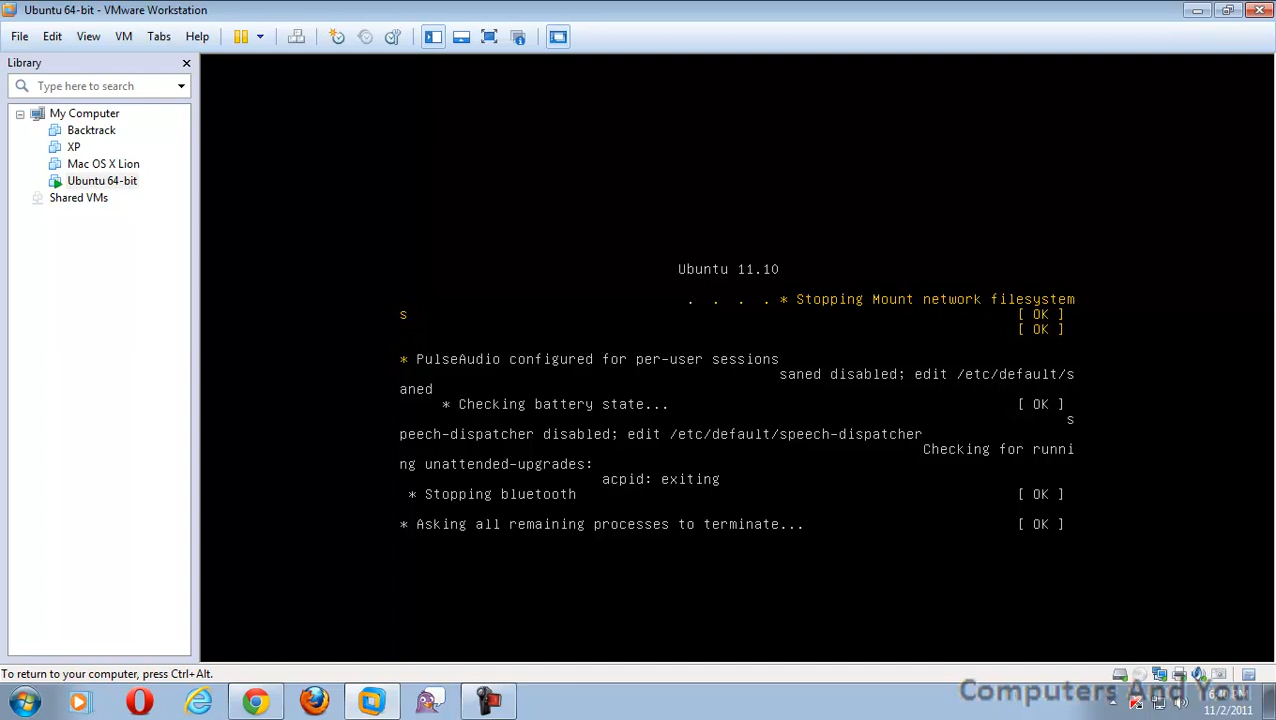 Ubuntu 64-bit - VMware Workstation
File Edit View VM Tabs Help
Library
Type here to search
My Computer
Backtrack
XP
Mac OS X Lion
Ubuntu 64-bit
Shared VMs
Ubuntu 11.10
. . . . * Stopping Mount network filesystem
s [ OK ]
[ OK ]
* PulseAudio configured for per-user sessions
saned disabled; edit /etc/default/s
aned
* Checking battery state... [ OK ]
s
peech-dispatcher disabled; edit /etc/default/speech-dispatcher
Checking for runni
ng unattended-upgrades:
acpid: exiting
* Stopping bluetooth [ OK ]
* Asking all remaining processes to terminate... [ OK ]
To return to your computer, press Ctrl+Alt.
Computers And You
PM
11/2/2011